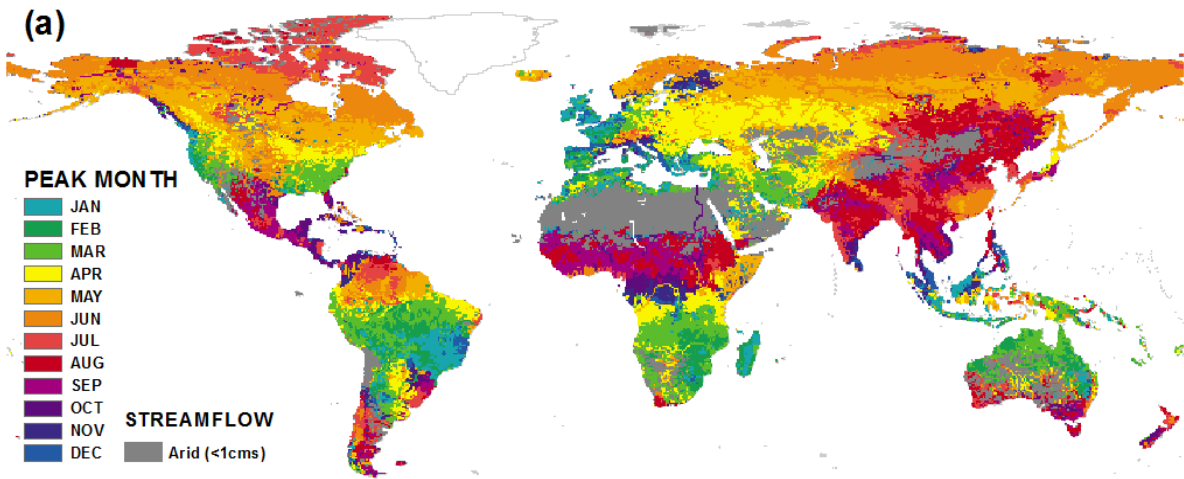 (a)
PEAK MONTH
JAN
FEB
MAR
APR
MAY
JUN
JUL
AUG
SEP
OCT
NOV
DEC
STREAMFLOW
Arid (<1cms)